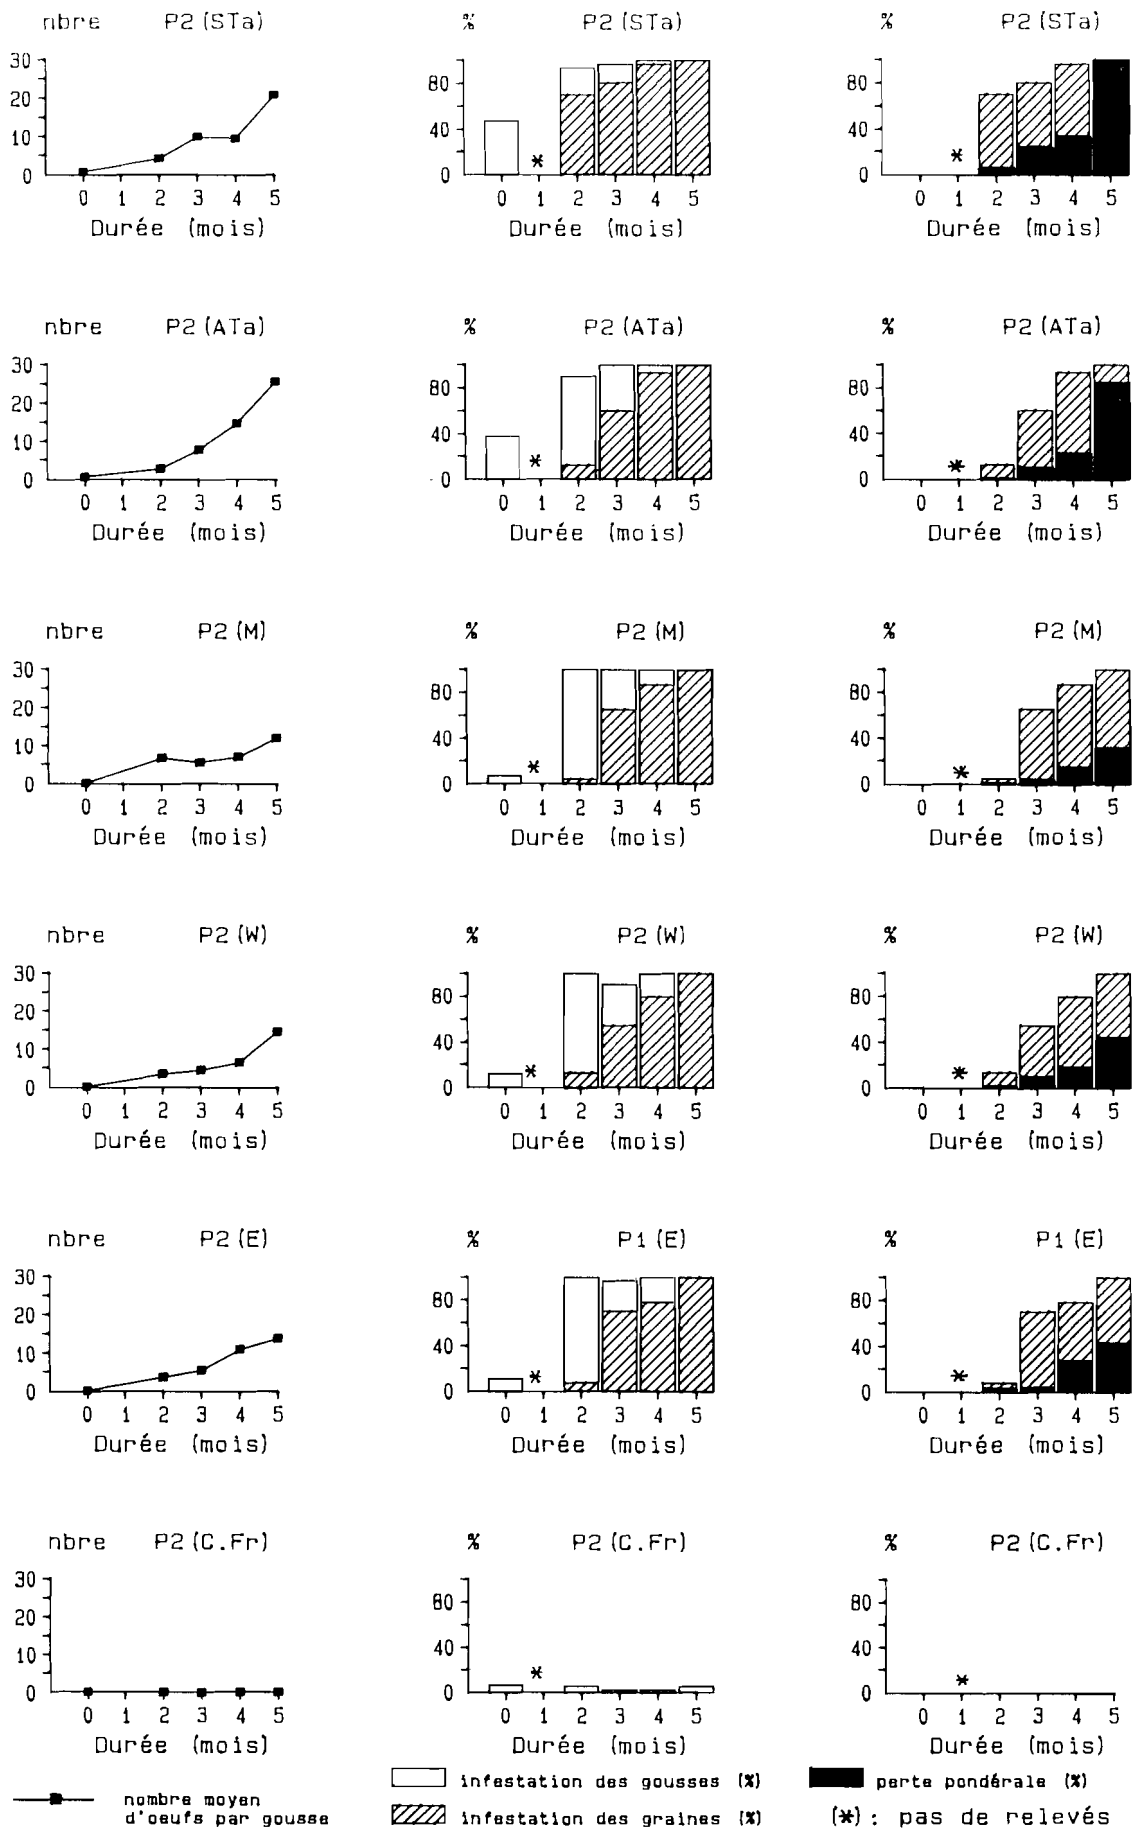 nbre P2 (STa) % P2 (STa) % P2 (STa)
30 80 80
20 40 40
10 0 0
0
* *
0 1 2 3 4 5 0 1 2 3 4 5 0 1 2 3 4 5
Durée (mois) Durée (mois) Durée (mois)
nbre P2 (ATa) % P2 (ATa) % P2 (ATa)
30 80 80
20 40 40
10 0 0
0
* *
0 1 2 3 4 5 0 1 2 3 4 5 0 1 2 3 4 5
Durée (mois) Durée (mois) Durée (mois)
nbre P2 (M) % P2 (M) % P2 (M)
30 80 80
20 40 40
10 0 0
0
* *
0 1 2 3 4 5 0 1 2 3 4 5 0 1 2 3 4 5
Durée (mois) Durée (mois) Durée (mois)
nbre P2 (W) % P2 (W) % P2 (W)
30 80 80
20 40 40
10 0 0
0
* *
0 1 2 3 4 5 0 1 2 3 4 5 0 1 2 3 4 5
Durée (mois) Durée (mois) Durée (mois)
nbre P2 (E) % P1 (E) % P1 (E)
30 80 80
20 40 40
10 0 0
0
* *
0 1 2 3 4 5 0 1 2 3 4 5 0 1 2 3 4 5
Durée (mois) Durée (mois) Durée (mois)
nbre P2 (C.Fr) % P2 (C.Fr) % P2 (C.Fr)
30 80 80
20 40 40
10 0 0
0
* *
0 1 2 3 4 5 0 1 2 3 4 5 0 1 2 3 4 5
Durée (mois) Durée (mois) Durée (mois)
nombre moyen
d'oeufs par gousse
infestation des gousses (%)
infestation des graines (%)
perte pondérale (%)
(*) : pas de relevés